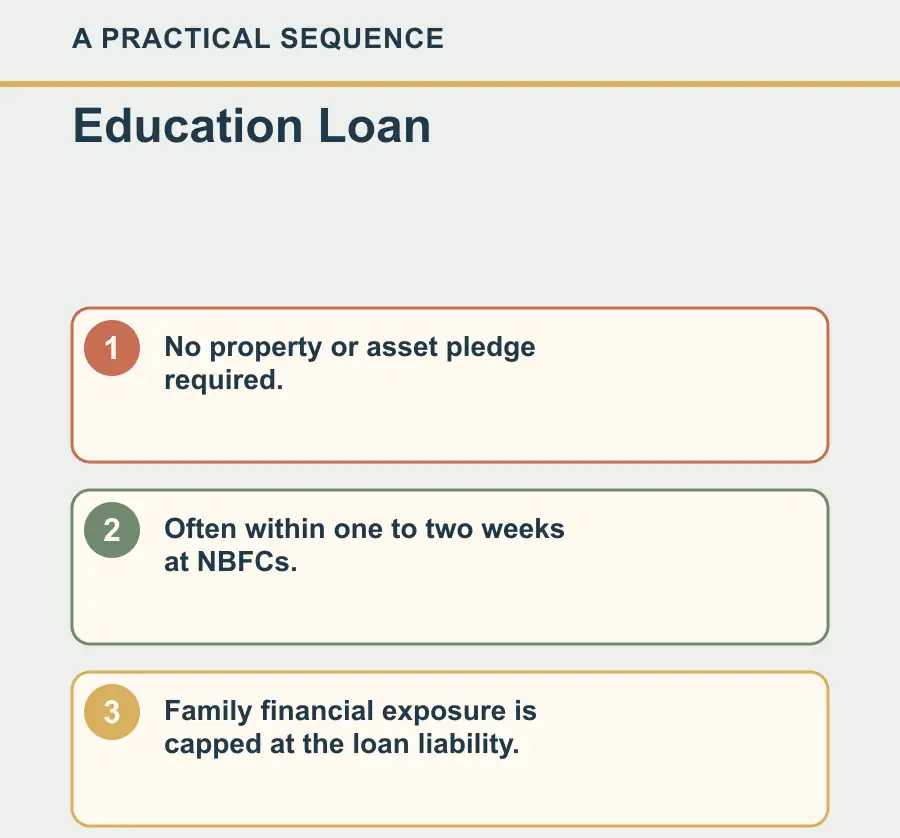 A PRACTICAL SEQUENCE
Education Loan
1
No property or asset pledge
required.
2
Often within one to two weeks
at NBFCs.
3
Family financial exposure is
capped at the loan liability.